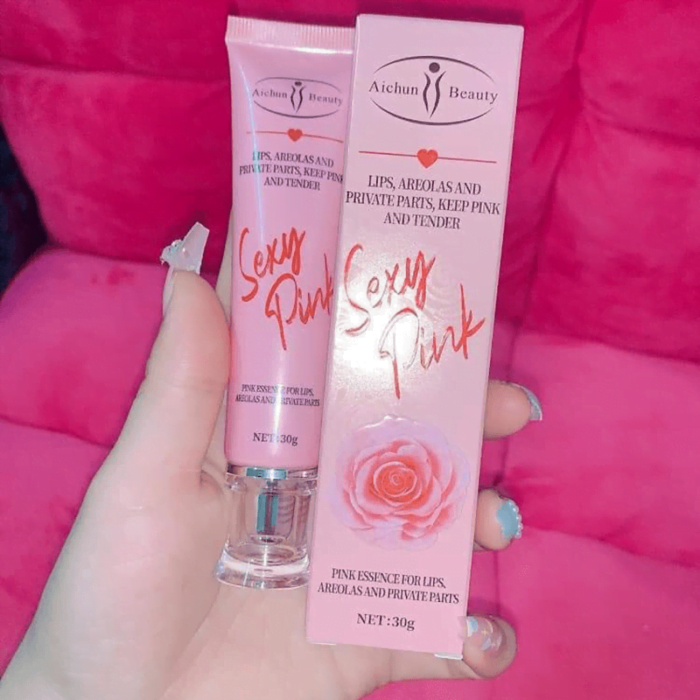 Aichun Beauty
LIPS, AREOLAS AND
PRIVATE PARTS, KEEP PINK
AND TENDER
Sexy
Pink
PINK ESSENCE FOR LIPS,
AREOLAS AND PRIVATE PARTS
NET:30g
Aichun Beauty
LIPS, AREOLAS AND
PRIVATE PARTS, KEEP PINK
AND TENDER
Sexy
Pink
PINK ESSENCE FOR LIPS,
AREOLAS AND PRIVATE PARTS
NET:30g